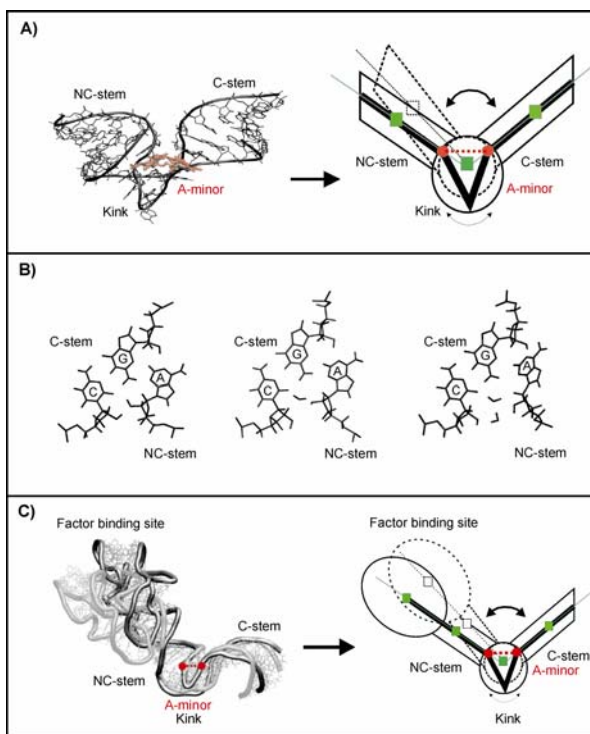 A)
NC-stem
C-stem
Kink
A-minor
NC-stem
C-stem
Kink
A-minor
B)
C-stem
G
C
A
NC-stem
C-stem
G
C
A
NC-stem
C-stem
G
C
A
NC-stem
C)
Factor binding site
C-stem
NC-stem
A-minor
Kink
Factor binding site
NC-stem
C-stem
A-minor
Kink